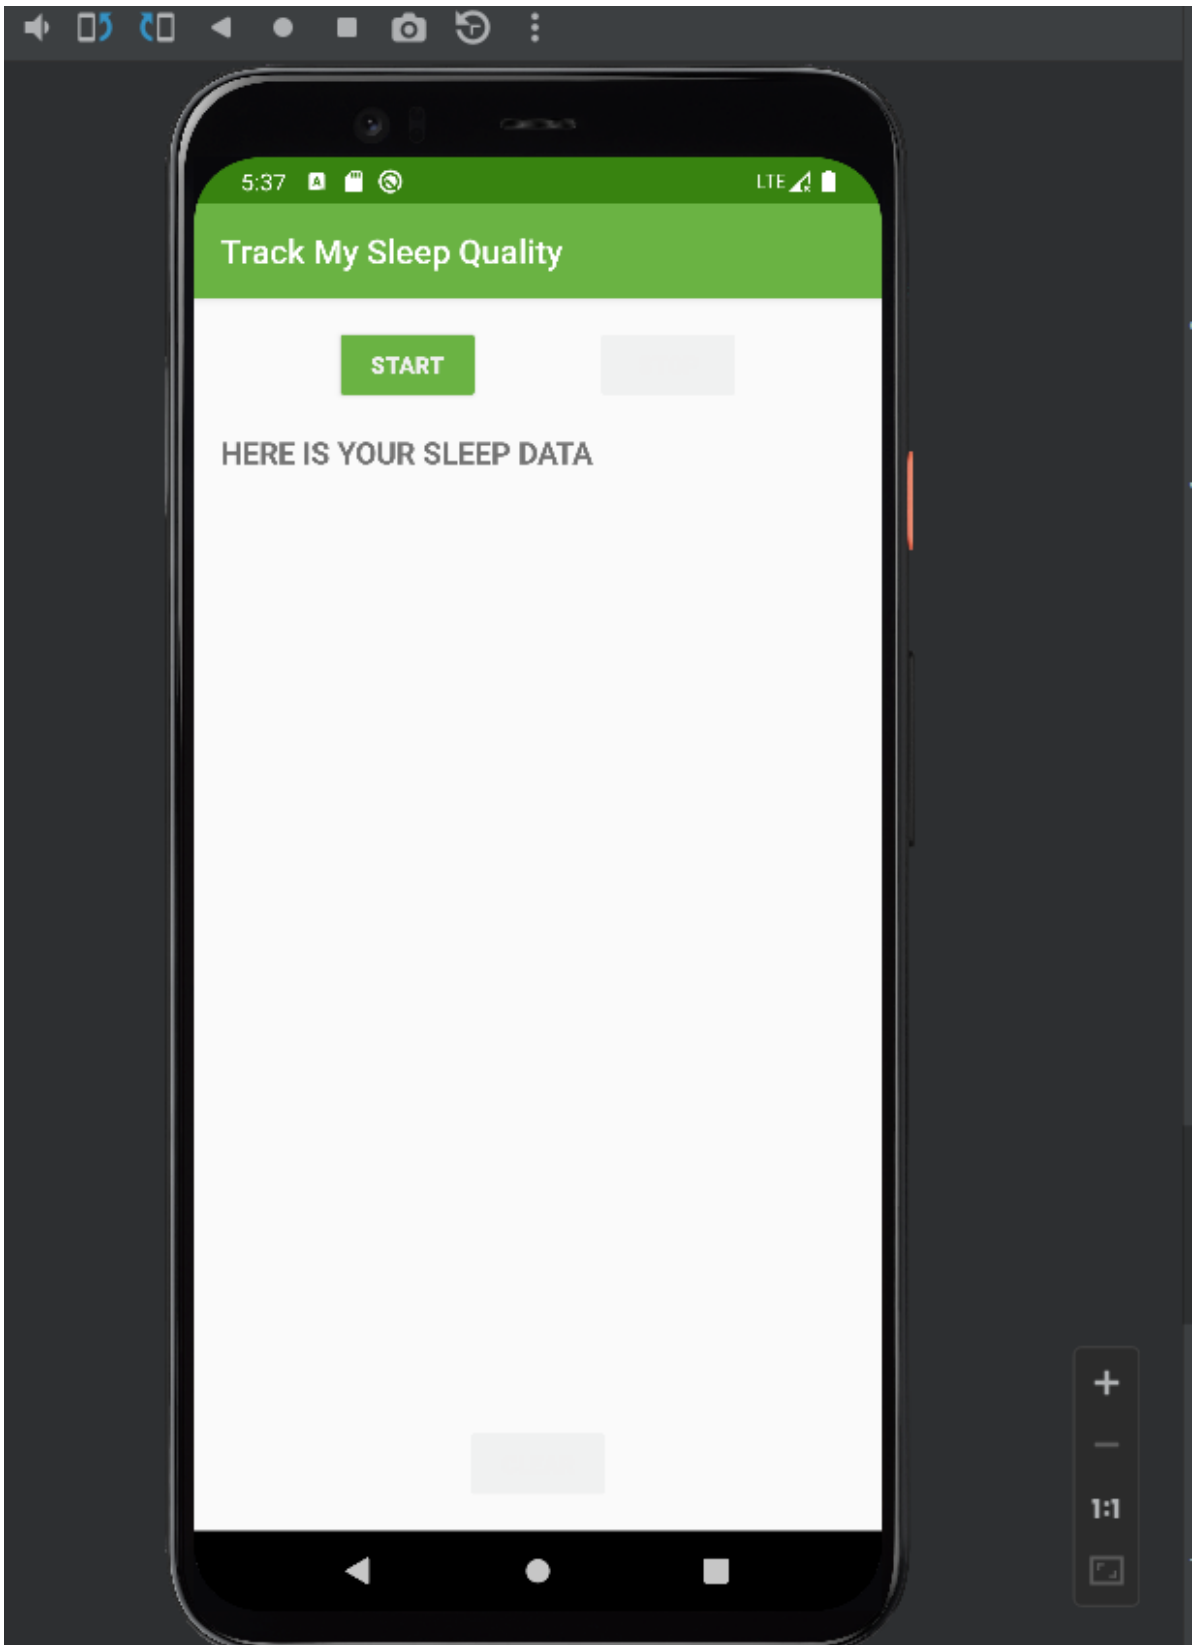 5:37 A LTE
Track My Sleep Quality
START
HERE IS YOUR SLEEP DATA
1:1